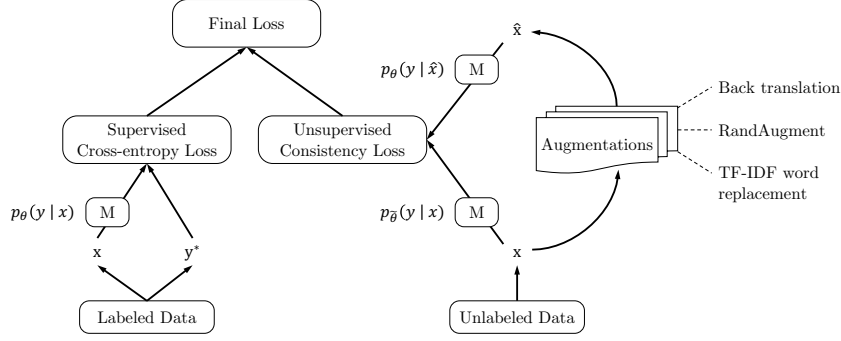 Final Loss
x̂
p_θ(y | x̂)
M
Back translation
Supervised
Cross-entropy Loss
Unsupervised
Consistency Loss
Augmentations
RandAugment
TF-IDF word
replacement
p_θ(y | x)
M
p_θ̃(y | x)
M
x
y*
x
Labeled Data
Unlabeled Data